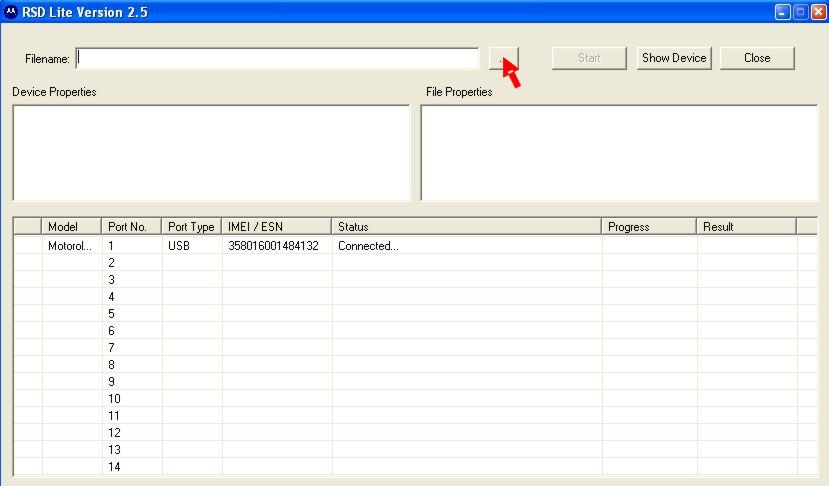 RSD Lite Version 2.5
Filename: Start Show Device Close
Device Properties File Properties
Model Port No. Port Type IMEI / ESN Status Progress Result
Motorol... 1 USB 358016001484132 Connected...
2
3
4
5
6
7
8
9
10
11
12
13
14